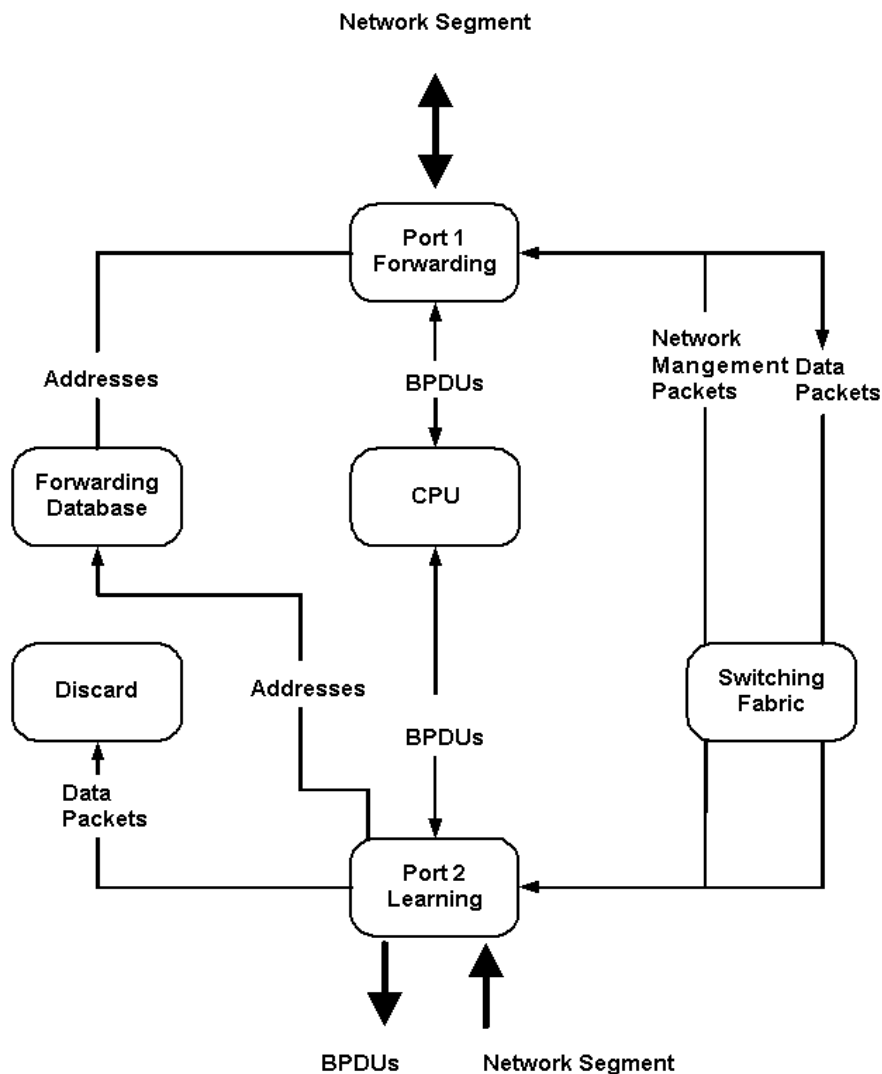 Network Segment
Port 1
Forwarding
Addresses
BPDUs
Network
Mangement
Packets
Data
Packets
Forwarding
Database
CPU
Discard
Addresses
Switching
Fabric
BPDUs
Data
Packets
Port 2
Learning
BPDUs
Network Segment